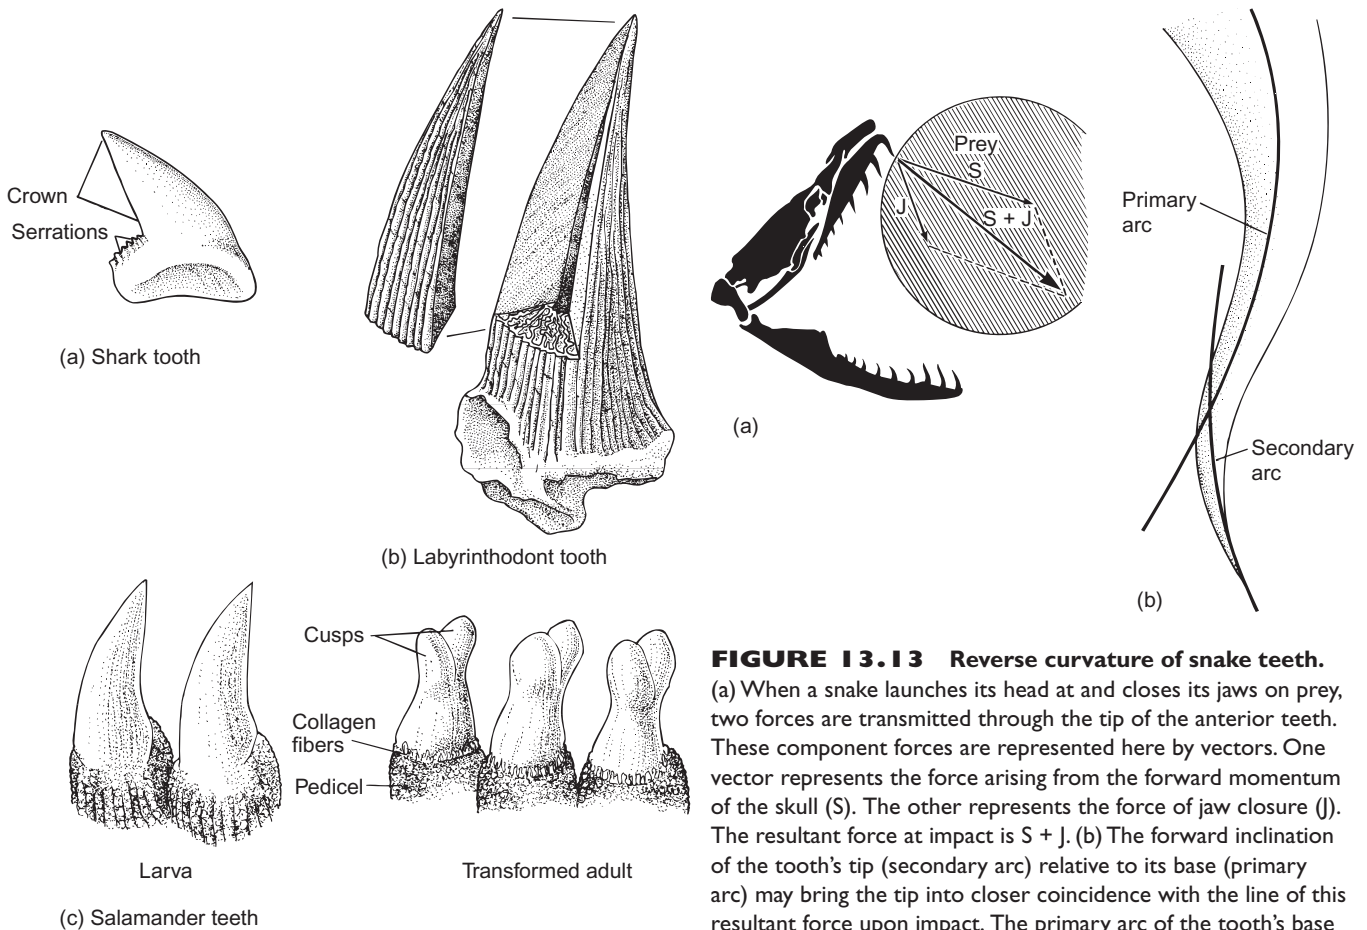 Crown
Serrations
(a) Shark tooth
(b) Labyrinthodont tooth
Cusps
Collagen
fibers
Pedicel
Larva
Transformed adult
(c) Salamander teeth
Prey
S
J
S + J
(a)
Primary
arc
Secondary
arc
(b)
FIGURE 13.13 Reverse curvature of snake teeth.
(a) When a snake launches its head at and closes its jaws on prey,
two forces are transmitted through the tip of the anterior teeth.
These component forces are represented here by vectors. One
vector represents the force arising from the forward momentum
of the skull (S). The other represents the force of jaw closure (J).
The resultant force at impact is S + J. (b) The forward inclination
of the tooth's tip (secondary arc) relative to its base (primary
arc) may bring the tip into closer coincidence with the line of this
resultant force upon impact. The primary arc of the tooth's base